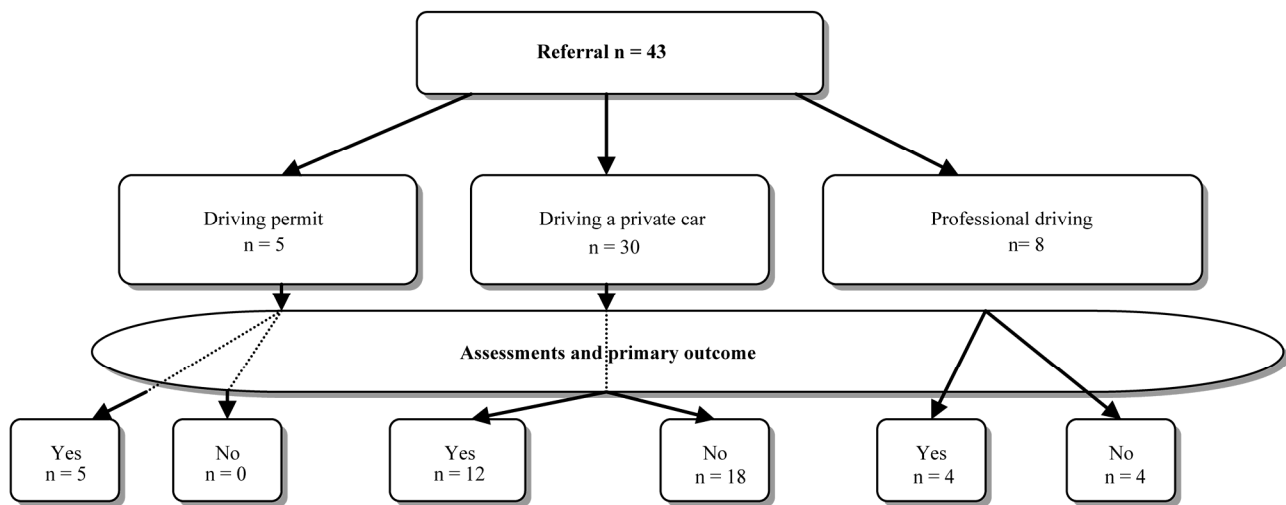 Referral n = 43
Driving permit
n = 5
Driving a private car
n = 30
Professional driving
n= 8
Assessments and primary outcome
Yes
n = 5
No
n = 0
Yes
n = 12
No
n = 18
Yes
n = 4
No
n = 4